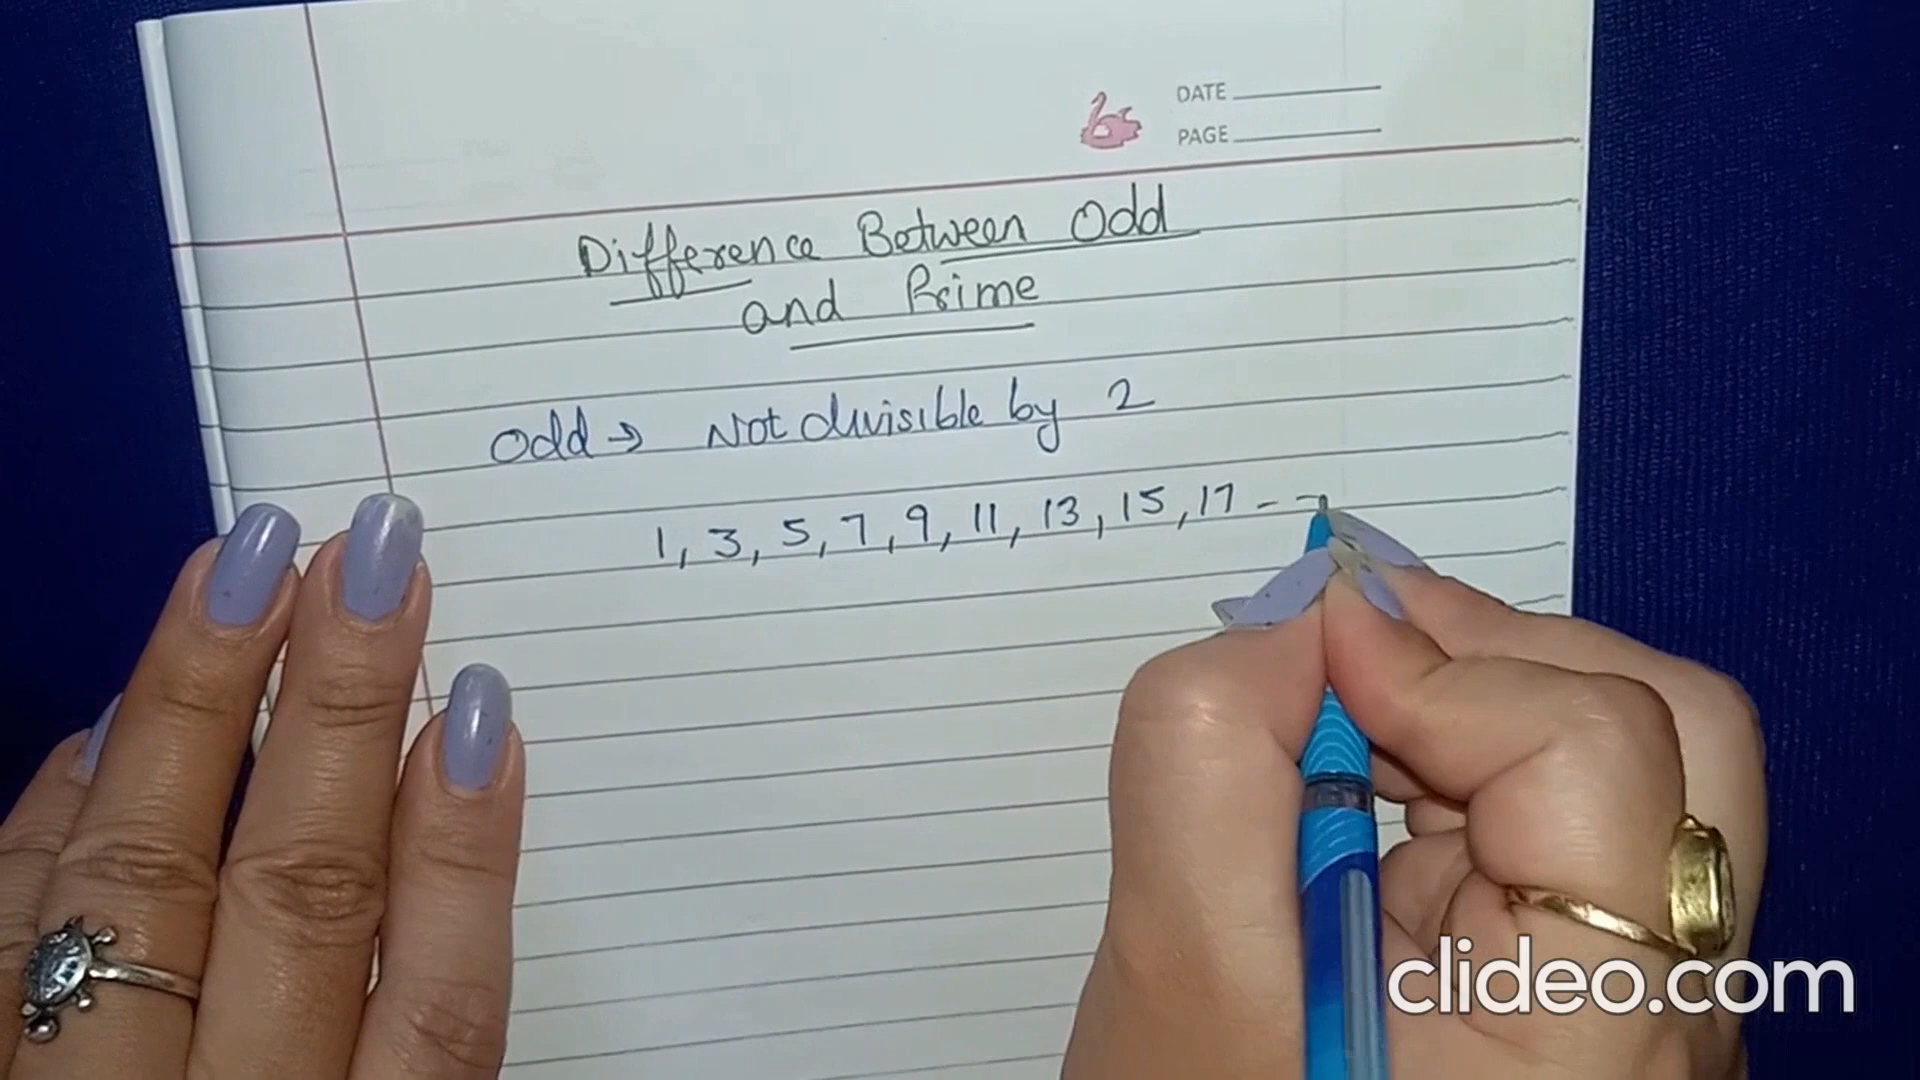 DATE
PAGE
Difference Between Odd
and Prime
Odd → Not divisible by 2
1, 3, 5, 7, 9, 11, 13, 15, 17 - -
clideo.com